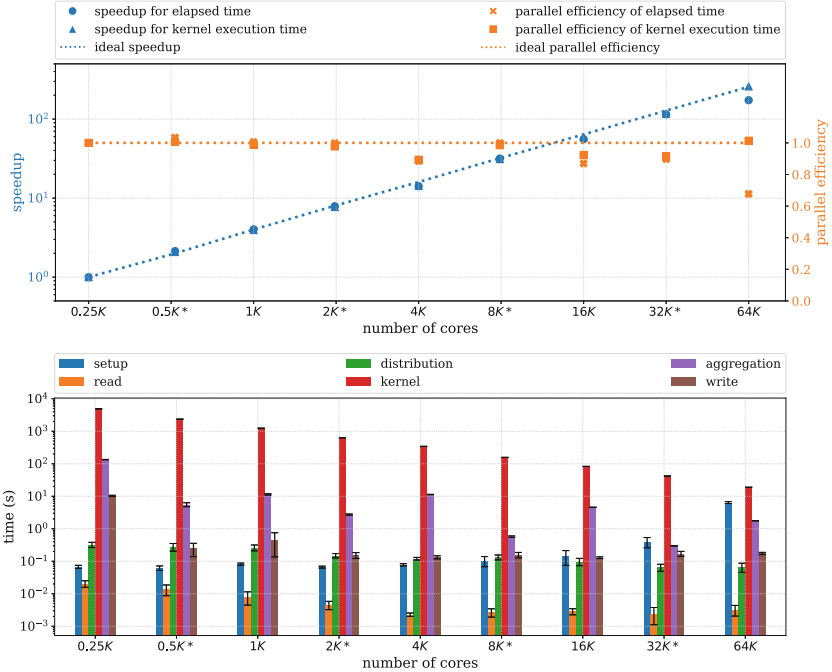 speedup for elapsed time parallel efficiency of elapsed time
speedup for kernel execution time parallel efficiency of kernel execution time
ideal speedup ideal parallel efficiency
speedup
10² 10¹ 10⁰
parallel efficiency
1.0 0.8 0.6 0.4 0.2 0.0
0.25K 0.5K* 1K 2K* 4K 8K* 16K 32K* 64K
number of cores
setup distribution aggregation
read kernel write
time (s)
10⁴ 10³ 10² 10¹ 10⁰ 10⁻¹ 10⁻² 10⁻³
0.25K 0.5K* 1K 2K* 4K 8K* 16K 32K* 64K
number of cores